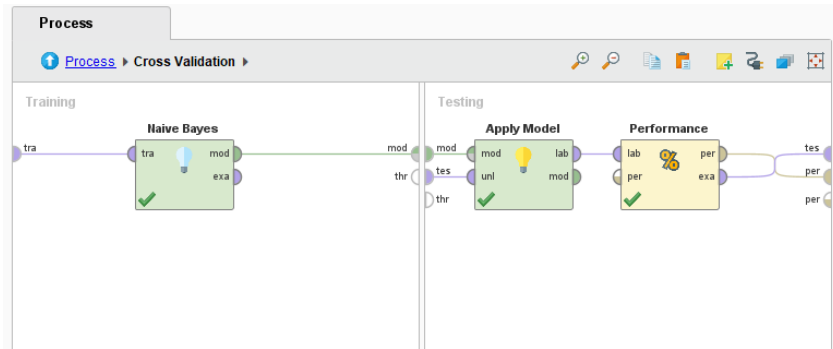 Process
Process ▸ Cross Validation ▸
Training
Testing
Naive Bayes
Apply Model
Performance
tra
tra
mod
mod
mod
mod
lab
lab
per
tes
exa
thr
tes
unl
mod
per
exa
per
thr
per